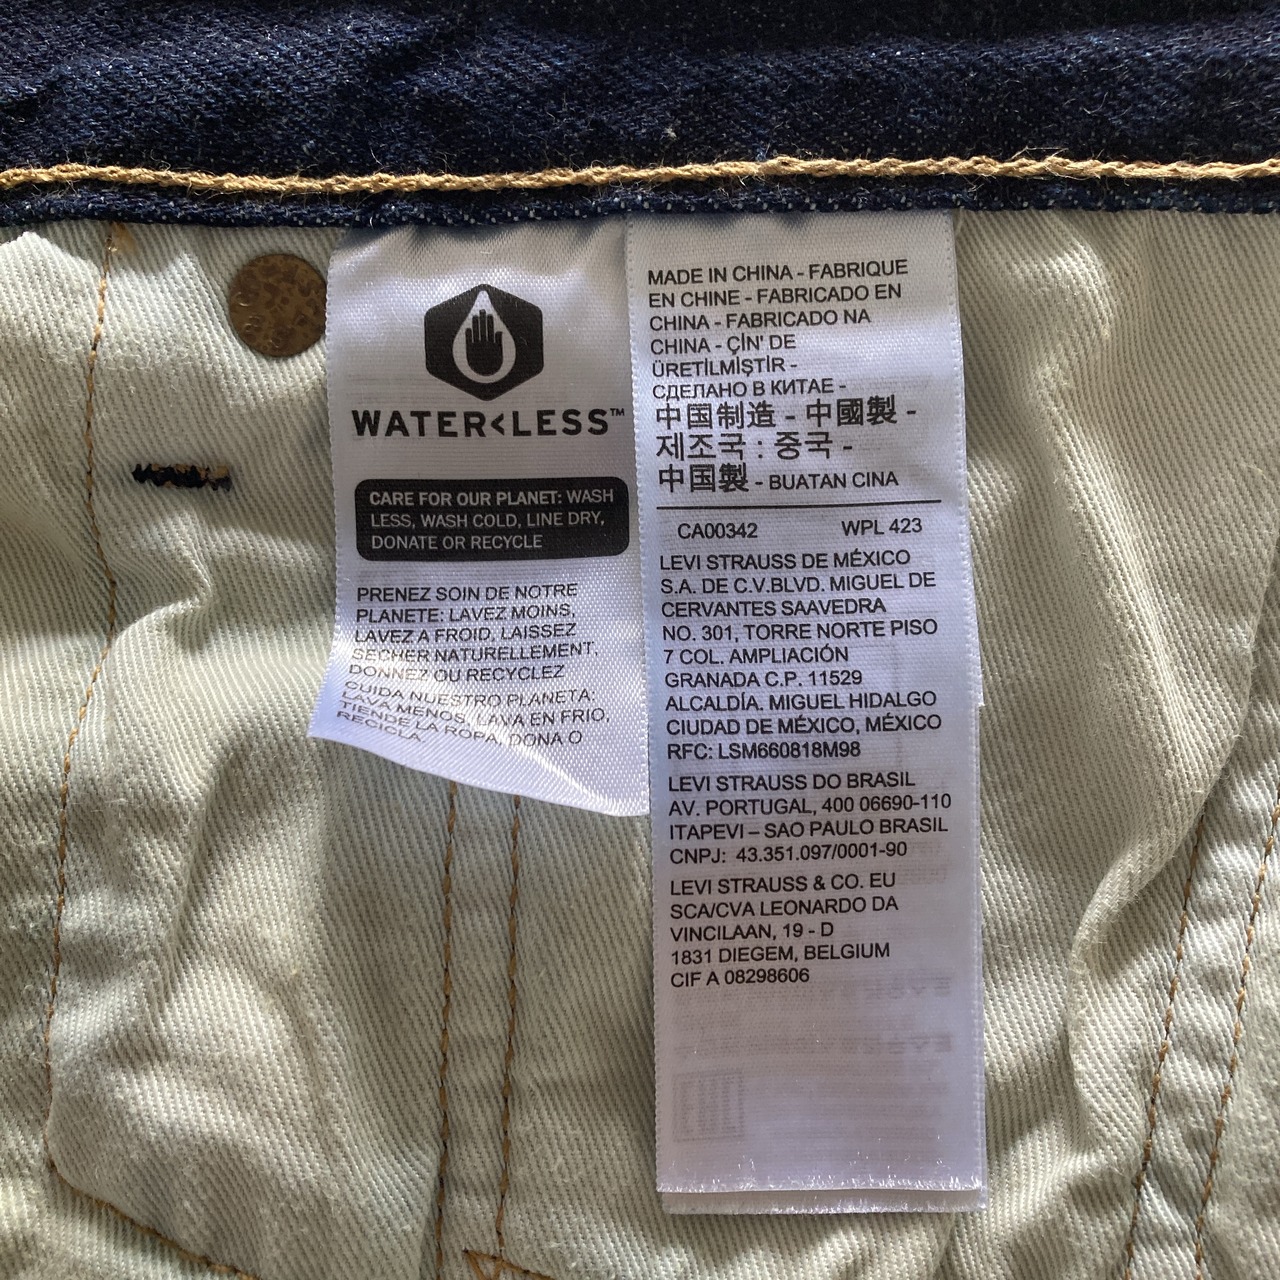 WATER<LESS™
CARE FOR OUR PLANET: WASH
LESS, WASH COLD, LINE DRY,
DONATE OR RECYCLE
PRENEZ SOIN DE NOTRE
PLANETE: LAVEZ MOINS,
LAVEZ A FROID, LAISSEZ
SECHER NATURELLEMENT,
DONNEZ OU RECYCLEZ
CUIDA NUESTRO PLANETA:
LAVA MENOS, LAVA EN FRIO,
TIENDE LA ROPA, DONA O
RECICLA
MADE IN CHINA - FABRIQUE
EN CHINE - FABRICADO EN
CHINA - FABRICADO NA
CHINA - ÇİN' DE
ÜRETİLMİŞTİR -
СДЕЛАНО В КИТАЕ -
中国制造 - 中國製 -
제조국 : 중국 -
中国製 - BUATAN CINA
CA00342 WPL 423
LEVI STRAUSS DE MÉXICO
S.A. DE C.V.BLVD. MIGUEL DE
CERVANTES SAAVEDRA
NO. 301, TORRE NORTE PISO
7 COL. AMPLIACIÓN
GRANADA C.P. 11529
ALCALDÍA. MIGUEL HIDALGO
CIUDAD DE MÉXICO, MÉXICO
RFC: LSM660818M98
LEVI STRAUSS DO BRASIL
AV. PORTUGAL, 400 06690-110
ITAPEVI – SAO PAULO BRASIL
CNPJ: 43.351.097/0001-90
LEVI STRAUSS & CO. EU
SCA/CVA LEONARDO DA
VINCILAAN, 19 - D
1831 DIEGEM, BELGIUM
CIF A 08298606